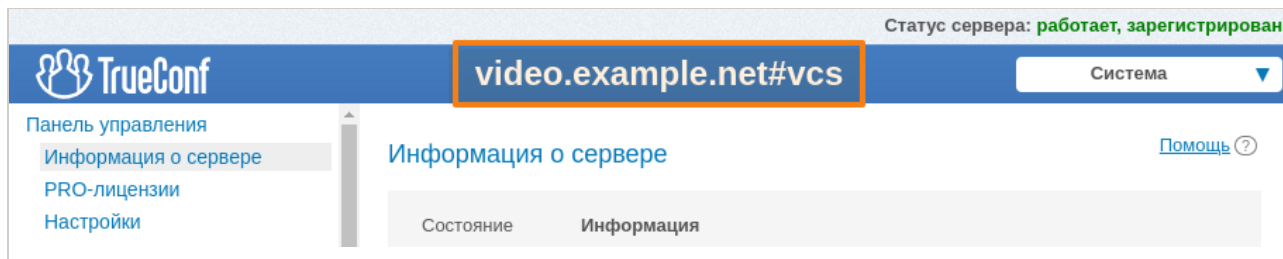 Статус сервера: работает, зарегистрирован
TrueConf
video.example.net#vcs
Система
Панель управления
Информация о сервере
PRO-лицензии
Настройки
Информация о сервере
Помощь ?
Состояние Информация